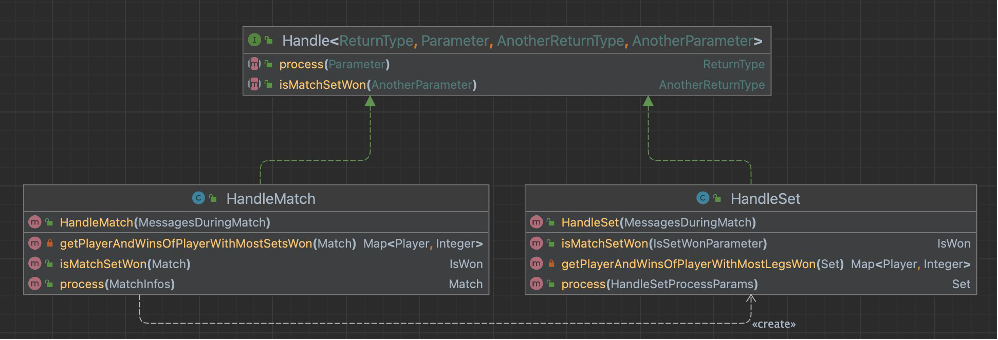 I Handle<ReturnType, Parameter, AnotherReturnType, AnotherParameter>
m process(Parameter) ReturnType
m isMatchSetWon(AnotherParameter) AnotherReturnType
C HandleMatch
m HandleMatch(MessagesDuringMatch)
m getPlayerAndWinsOfPlayerWithMostSetsWon(Match) Map<Player, Integer>
m isMatchSetWon(Match) IsWon
m process(MatchInfos) Match
C HandleSet
m HandleSet(MessagesDuringMatch)
m isMatchSetWon(IsSetWonParameter) IsWon
m getPlayerAndWinsOfPlayerWithMostLegsWon(Set) Map<Player, Integer>
m process(HandleSetProcessParams) Set
«create»